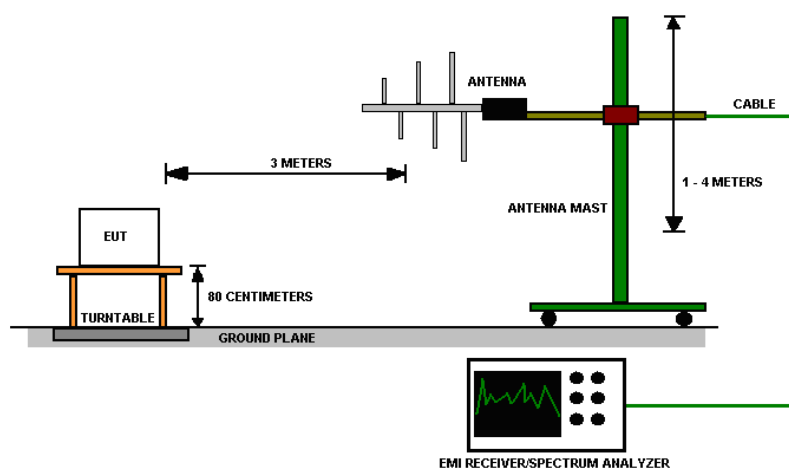 ANTENNA
CABLE
3 METERS
1 - 4 METERS
ANTENNA MAST
EUT
80 CENTIMETERS
TURNTABLE
GROUND PLANE
EMI RECEIVER/SPECTRUM ANALYZER